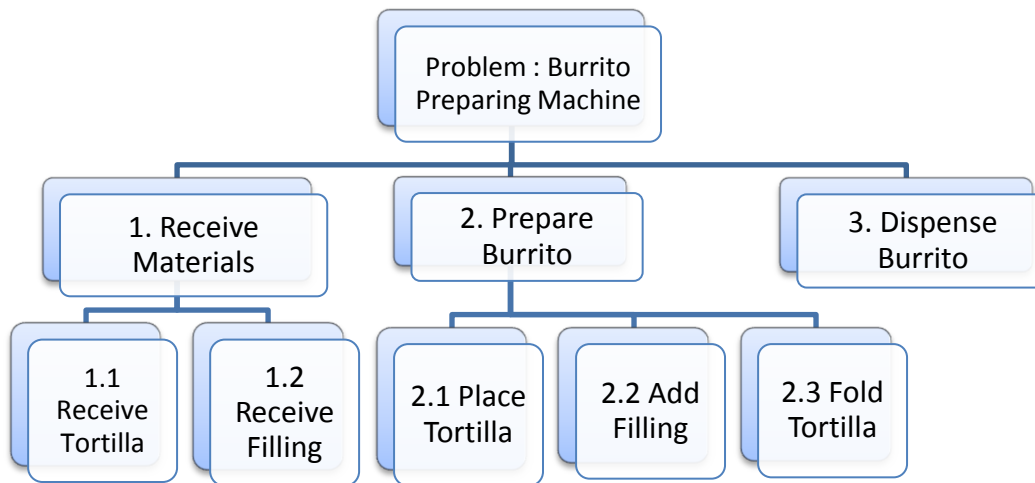 Problem : Burrito
Preparing Machine
1. Receive
Materials
2. Prepare
Burrito
3. Dispense
Burrito
1.1
Receive
Tortilla
1.2
Receive
Filling
2.1 Place
Tortilla
2.2 Add
Filling
2.3 Fold
Tortilla